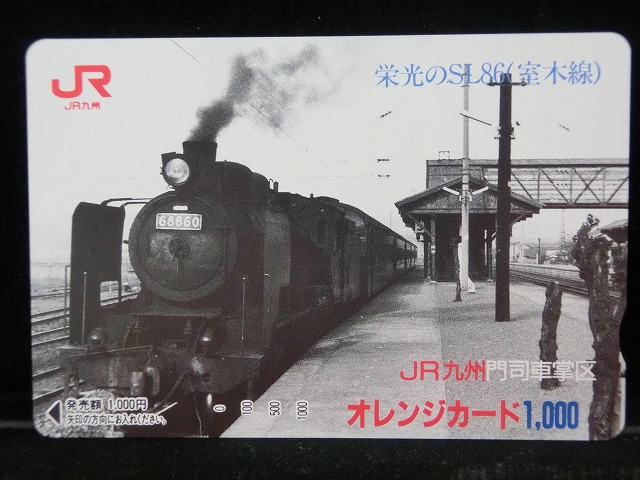 JR
JR九州
栄光のSL86(室木線)
68660
JR九州門司車掌区
オレンジカード1,000
発売額 1,000円
矢印の方向にお入れください。
0 100 500 1000